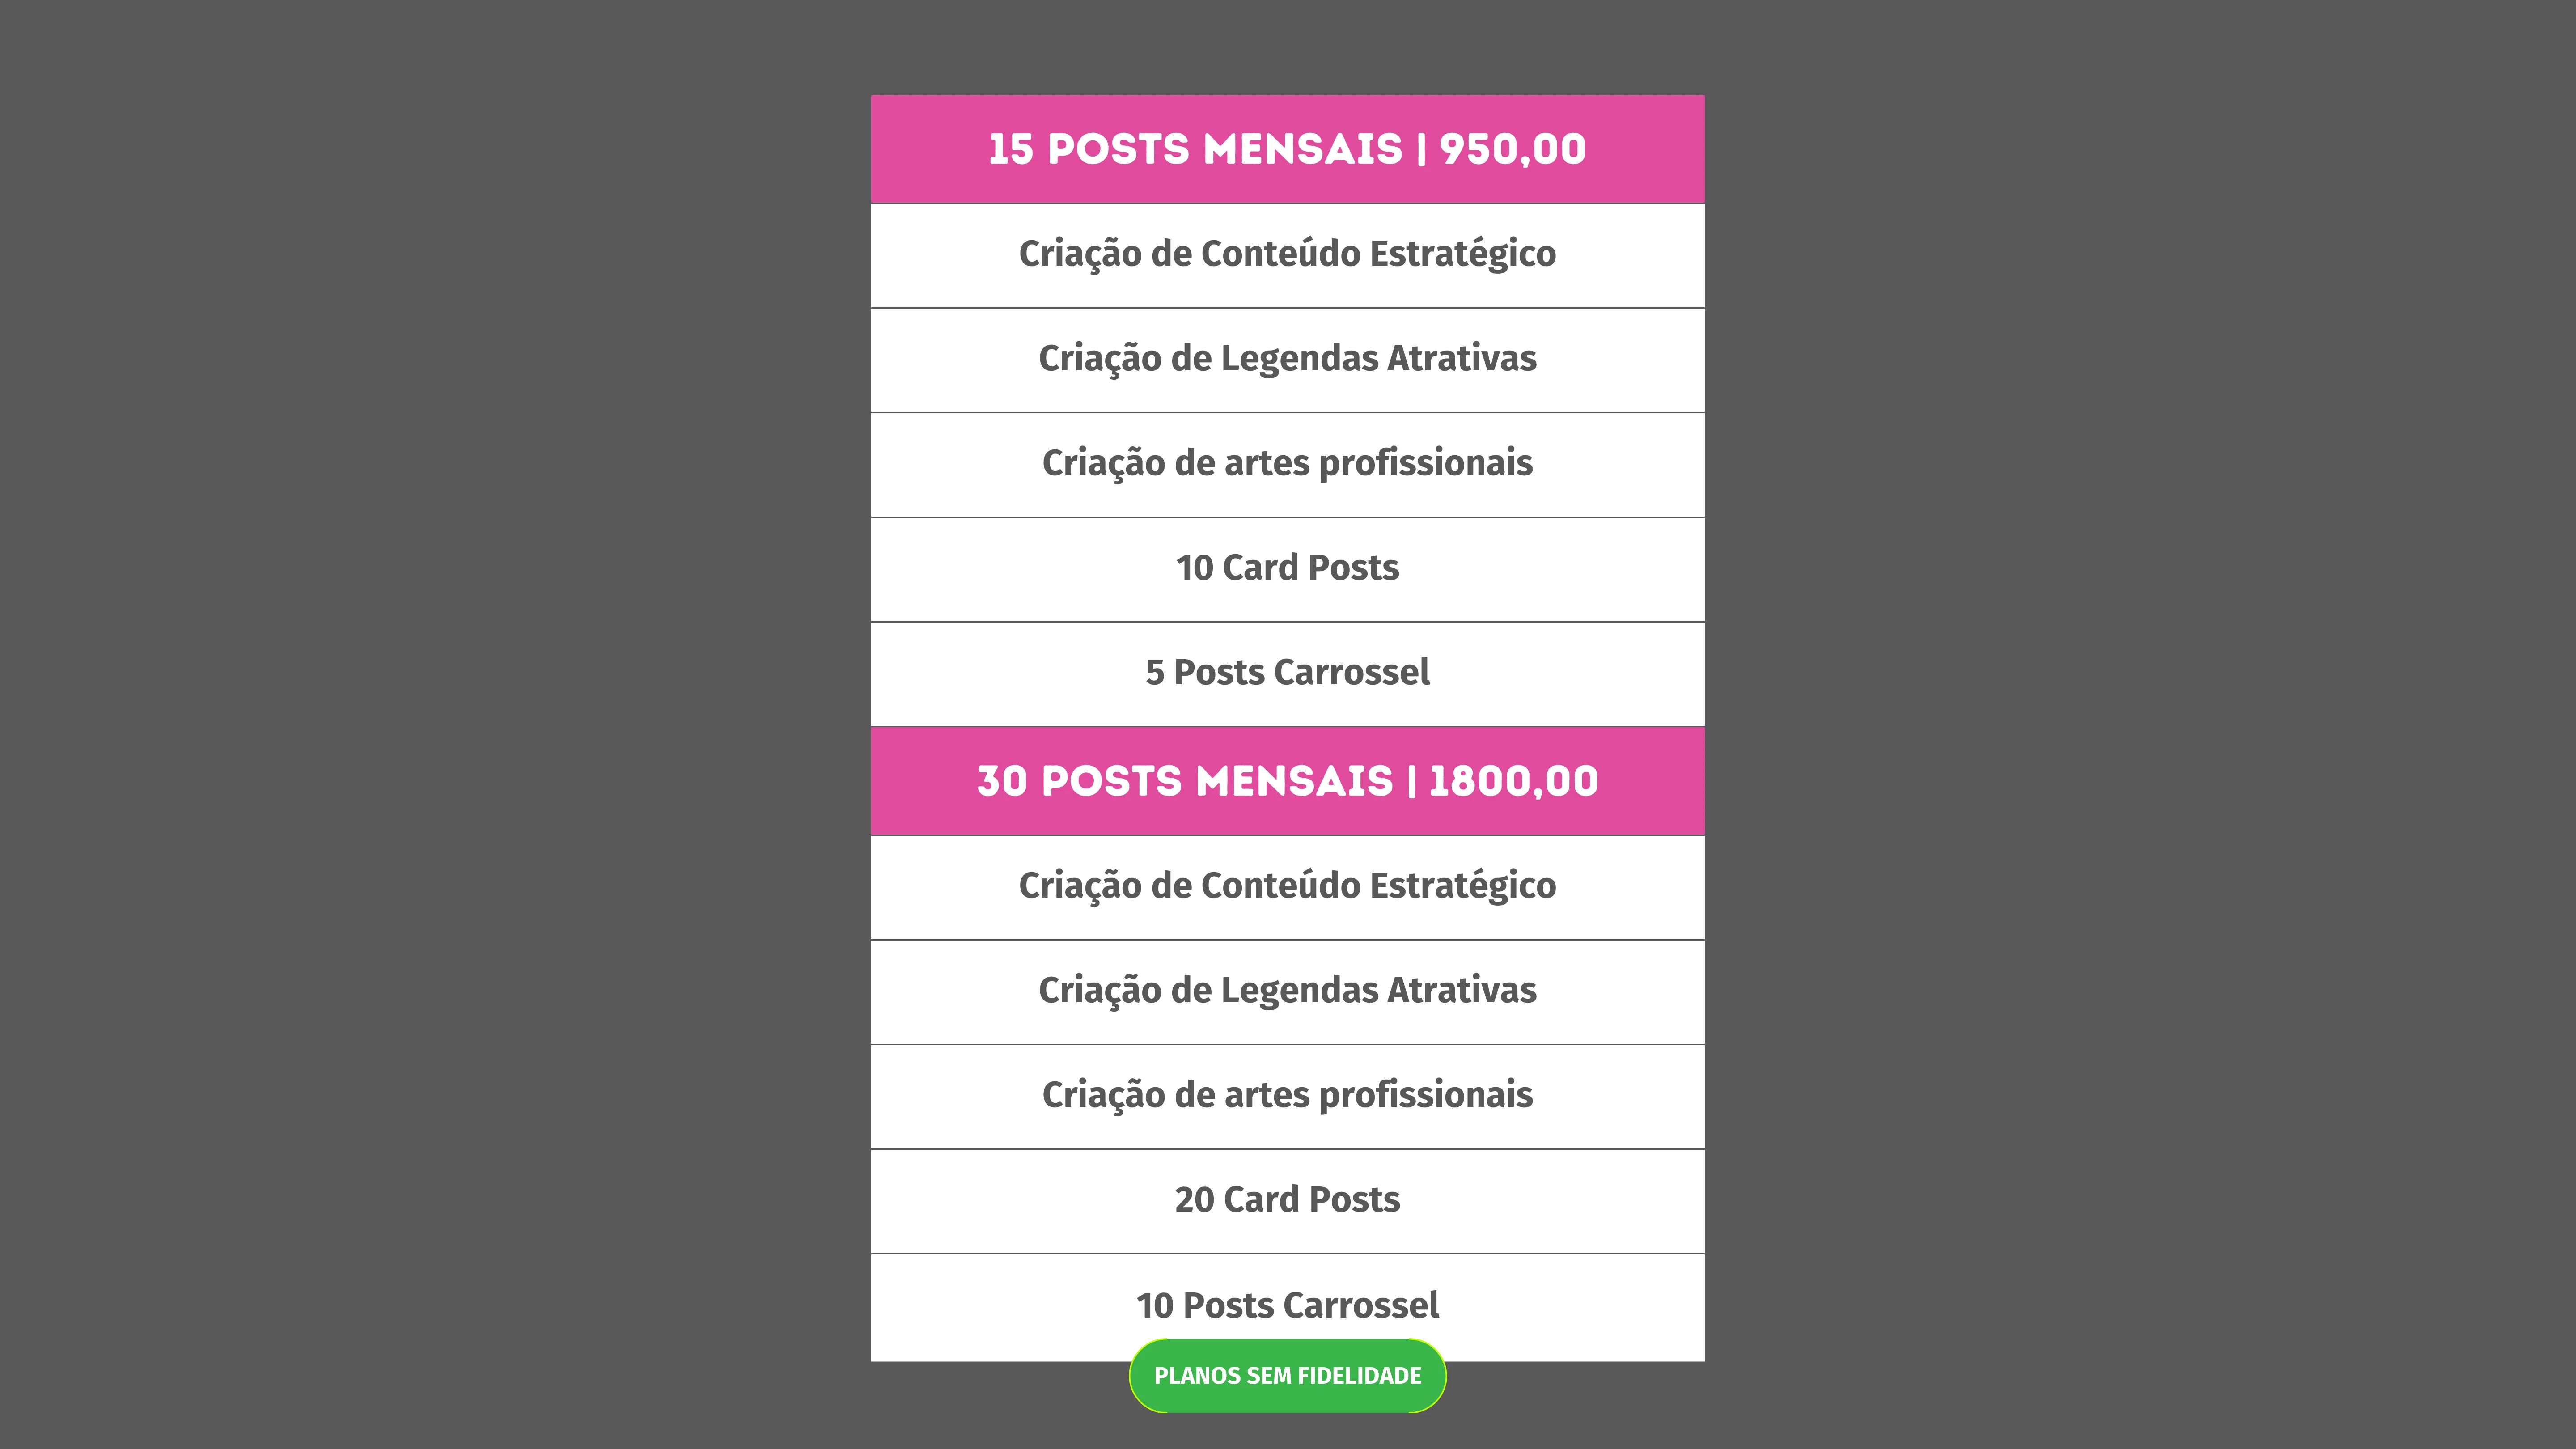 15 POSTS MENSAIS | 950,00
Criação de Conteúdo Estratégico
Criação de Legendas Atrativas
Criação de artes profissionais
10 Card Posts
5 Posts Carrossel
30 POSTS MENSAIS | 1800,00
Criação de Conteúdo Estratégico
Criação de Legendas Atrativas
Criação de artes profissionais
20 Card Posts
10 Posts Carrossel
PLANOS SEM FIDELIDADE